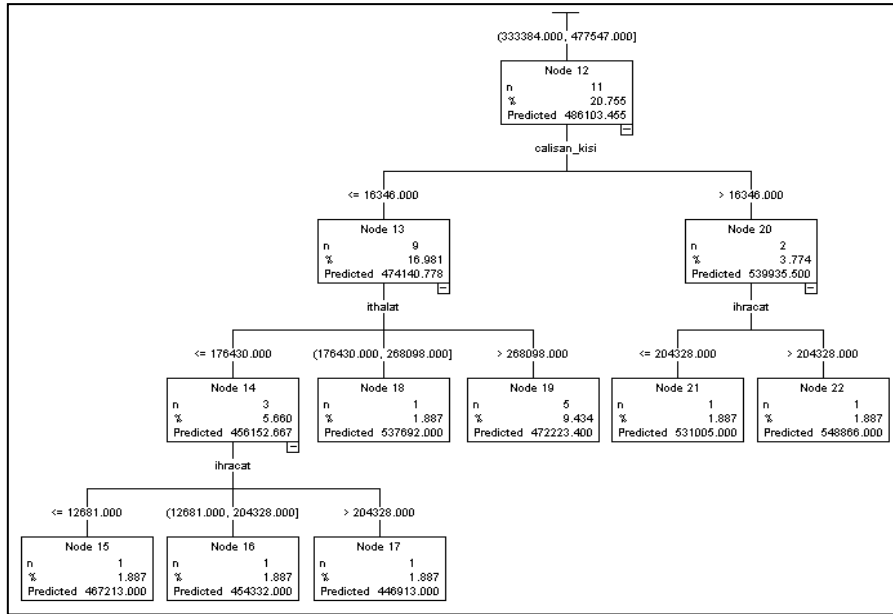 (333384.000, 477547.000]
Node 12
n 11
% 20.755
Predicted 486103.455
calisan_kisi
<= 16346.000
> 16346.000
Node 13
n 9
% 16.981
Predicted 474140.778
Node 20
n 2
% 3.774
Predicted 539935.500
ithalat
ihracat
<= 176430.000
(176430.000, 268098.000]
> 268098.000
<= 204328.000
> 204328.000
Node 14
n 3
% 5.660
Predicted 456152.667
Node 18
n 1
% 1.887
Predicted 537692.000
Node 19
n 5
% 9.434
Predicted 472223.400
Node 21
n 1
% 1.887
Predicted 531005.000
Node 22
n 1
% 1.887
Predicted 548866.000
ihracat
<= 12681.000
(12681.000, 204328.000]
> 204328.000
Node 15
n 1
% 1.887
Predicted 467213.000
Node 16
n 1
% 1.887
Predicted 454332.000
Node 17
n 1
% 1.887
Predicted 446913.000